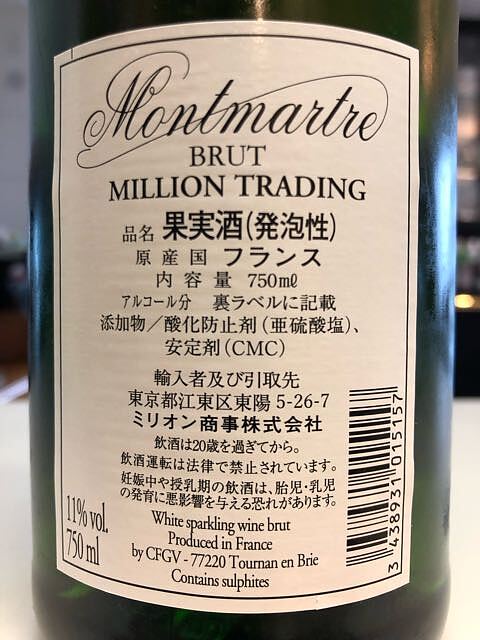 Montmartre
BRUT
MILLION TRADING
品名 果実酒(発泡性)
原産国 フランス
内容量 750mℓ
アルコール分 裏ラベルに記載
添加物／酸化防止剤(亜硫酸塩)、
安定剤(CMC)
輸入者及び引取先
東京都江東区東陽 5-26-7
ミリオン商事株式会社
飲酒は20歳を過ぎてから。
飲酒運転は法律で禁止されています。
妊娠中や授乳期の飲酒は、胎児・乳児
の発育に悪影響を与える恐れがあります。
11% vol.
750 ml
White sparkling wine brut
Produced in France
by CFGV - 77220 Tournan en Brie
Contains sulphites
3 438931 015157